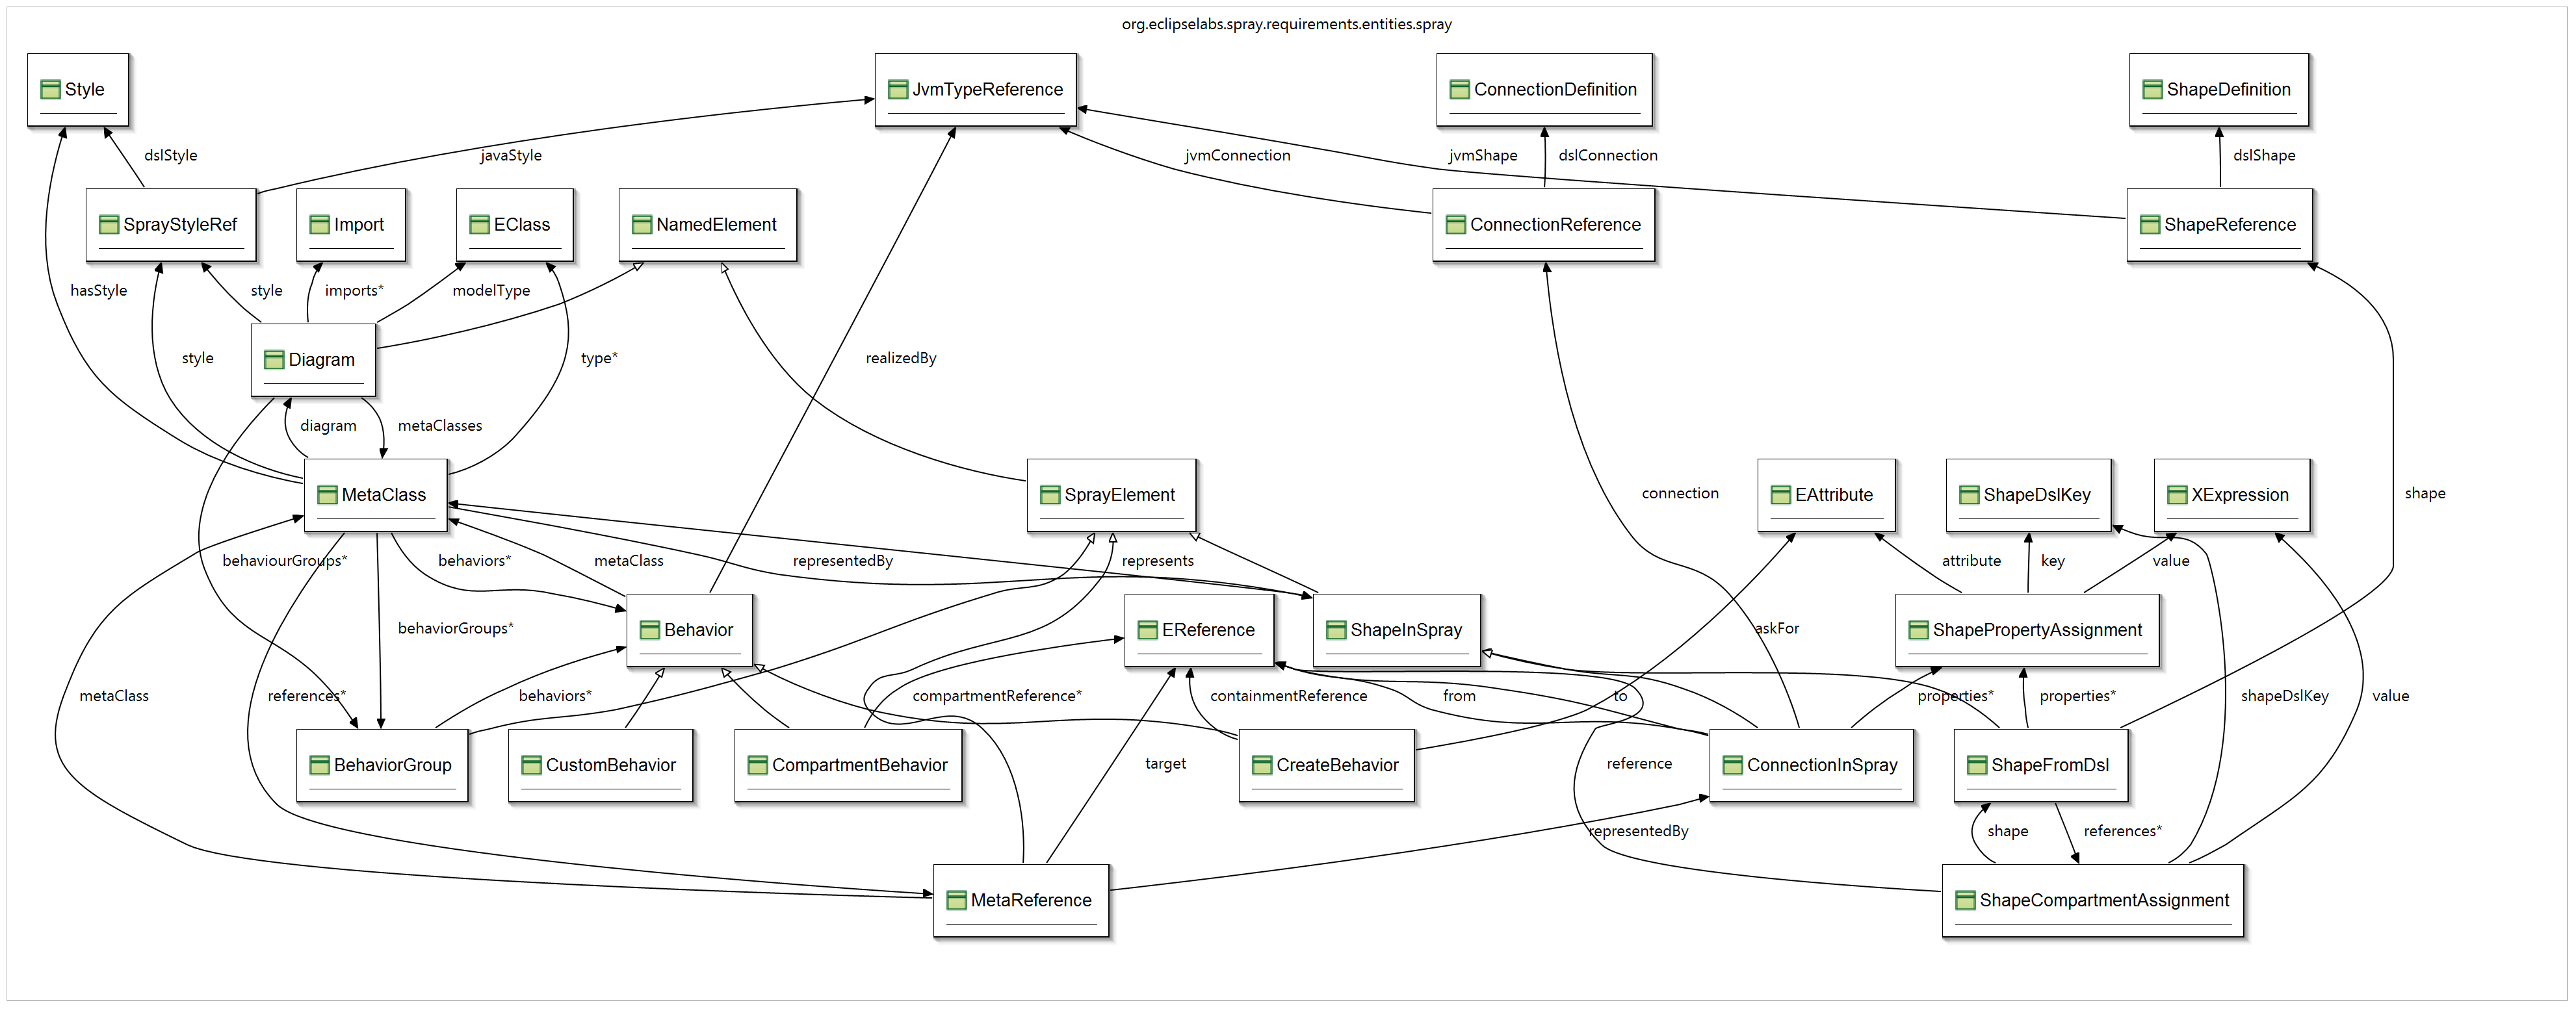 org.eclipselabs.spray.requirements.entities.spray
Style
JvmTypeReference
ConnectionDefinition
ShapeDefinition
dslStyle
javaStyle
jvmConnection
jvmShape
dslConnection
dslShape
SprayStyleRef
Import
EClass
NamedElement
ConnectionReference
ShapeReference
hasStyle
style
imports*
modelType
Diagram
style
type*
realizedBy
diagram
metaClasses
MetaClass
SprayElement
EAttribute
ShapeDslKey
XExpression
connection
shape
behaviourGroups*
behaviors*
metaClass
representedBy
represents
attribute
key
value
behaviorGroups*
Behavior
EReference
ShapeInSpray
askFor
ShapePropertyAssignment
metaClass
references*
behaviors*
compartmentReference*
containmentReference
from
to
properties*
properties*
shapeDslKey
value
BehaviorGroup
CustomBehavior
CompartmentBehavior
target
CreateBehavior
reference
ConnectionInSpray
ShapeFromDsl
representedBy
shape
references*
MetaReference
ShapeCompartmentAssignment